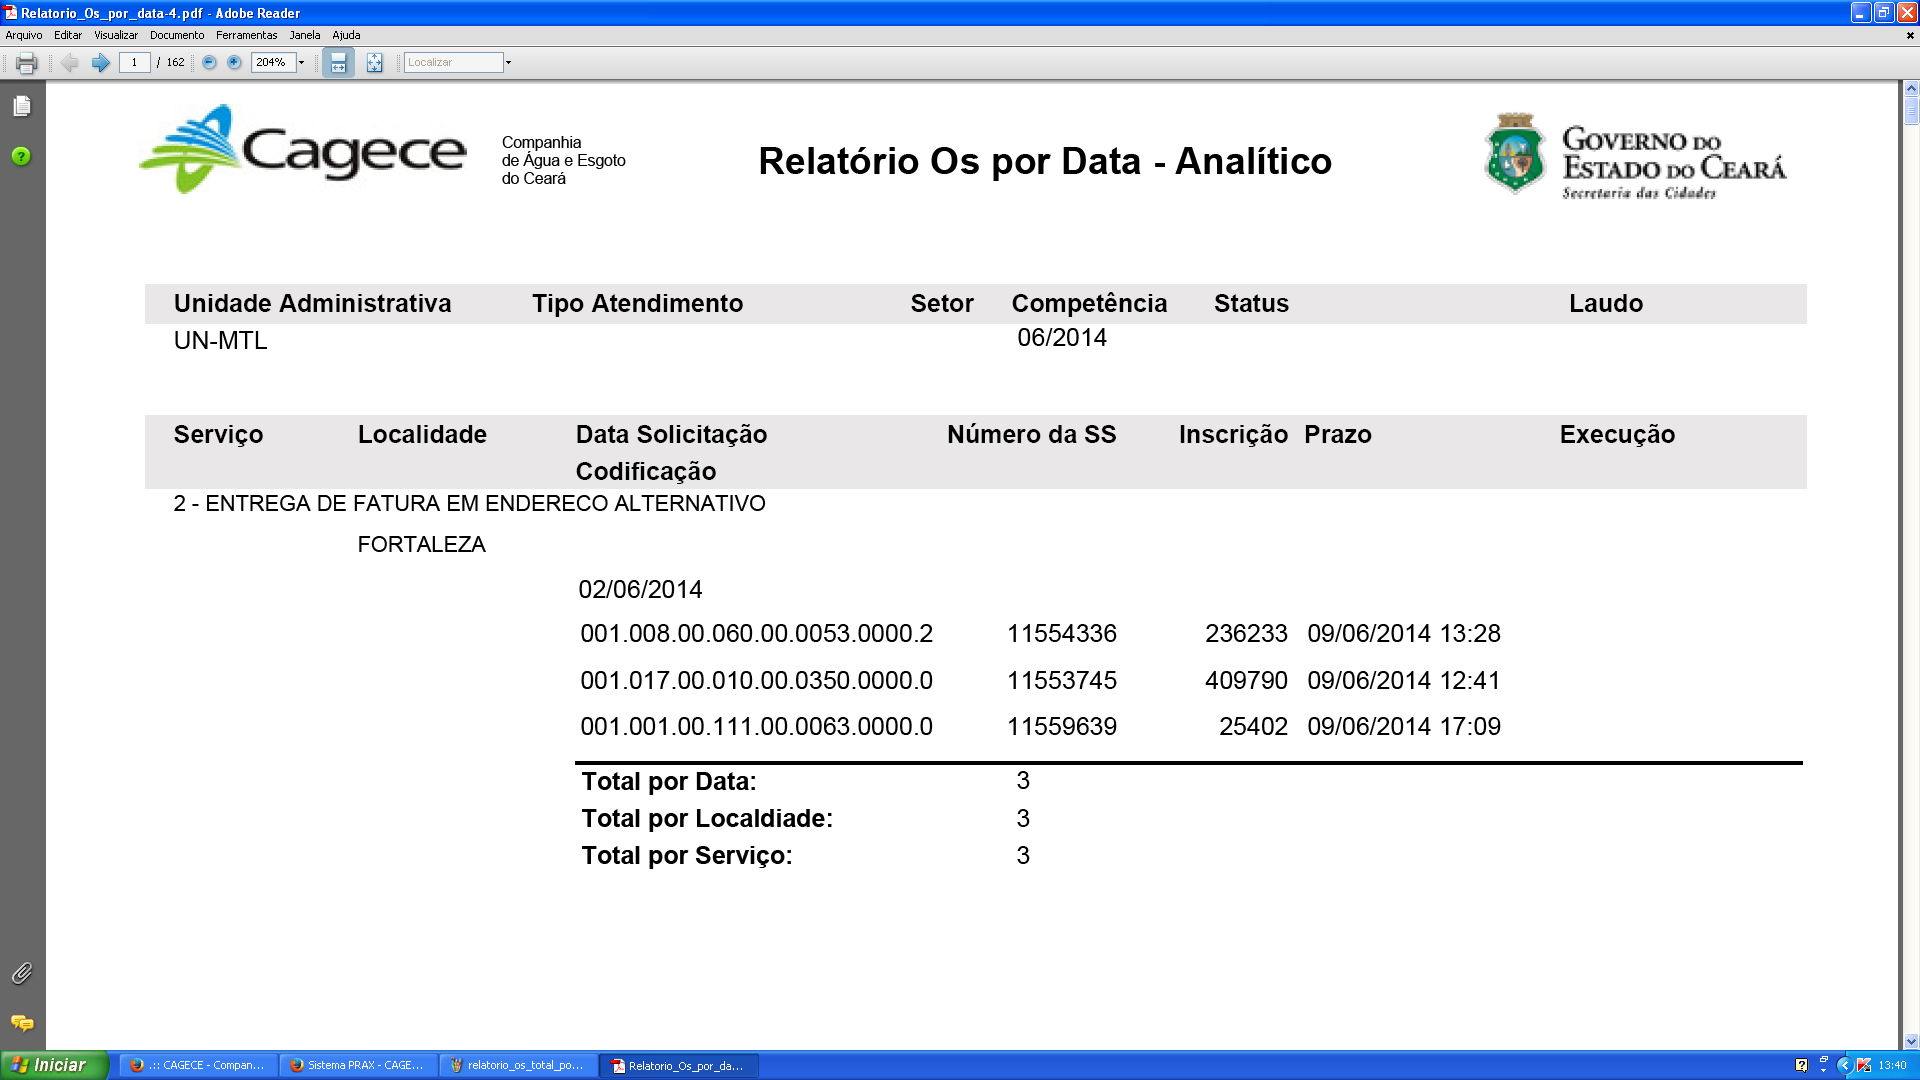 Relatorio_Os_por_data-4.pdf - Adobe Reader
Arquivo Editar Visualizar Documento Ferramentas Janela Ajuda
1 / 162 204% Localizar
Cagece
Companhia
de Água e Esgoto
do Ceará
Relatório Os por Data - Analítico
GOVERNO DO
ESTADO DO CEARÁ
Secretaria das Cidades
Unidade Administrativa Tipo Atendimento Setor Competência Status Laudo
UN-MTL 06/2014
Serviço Localidade Data Solicitação Número da SS Inscrição Prazo Execução
Codificação
2 - ENTREGA DE FATURA EM ENDERECO ALTERNATIVO
FORTALEZA
02/06/2014
001.008.00.060.00.0053.0000.2 11554336 236233 09/06/2014 13:28
001.017.00.010.00.0350.0000.0 11553745 409790 09/06/2014 12:41
001.001.00.111.00.0063.0000.0 11559639 25402 09/06/2014 17:09
Total por Data: 3
Total por Localdiade: 3
Total por Serviço: 3
Iniciar .:: CAGECE - Compan... Sistema PRAX - CAGE... relatorio_os_total_po... Relatorio_Os_por_da... 13:40